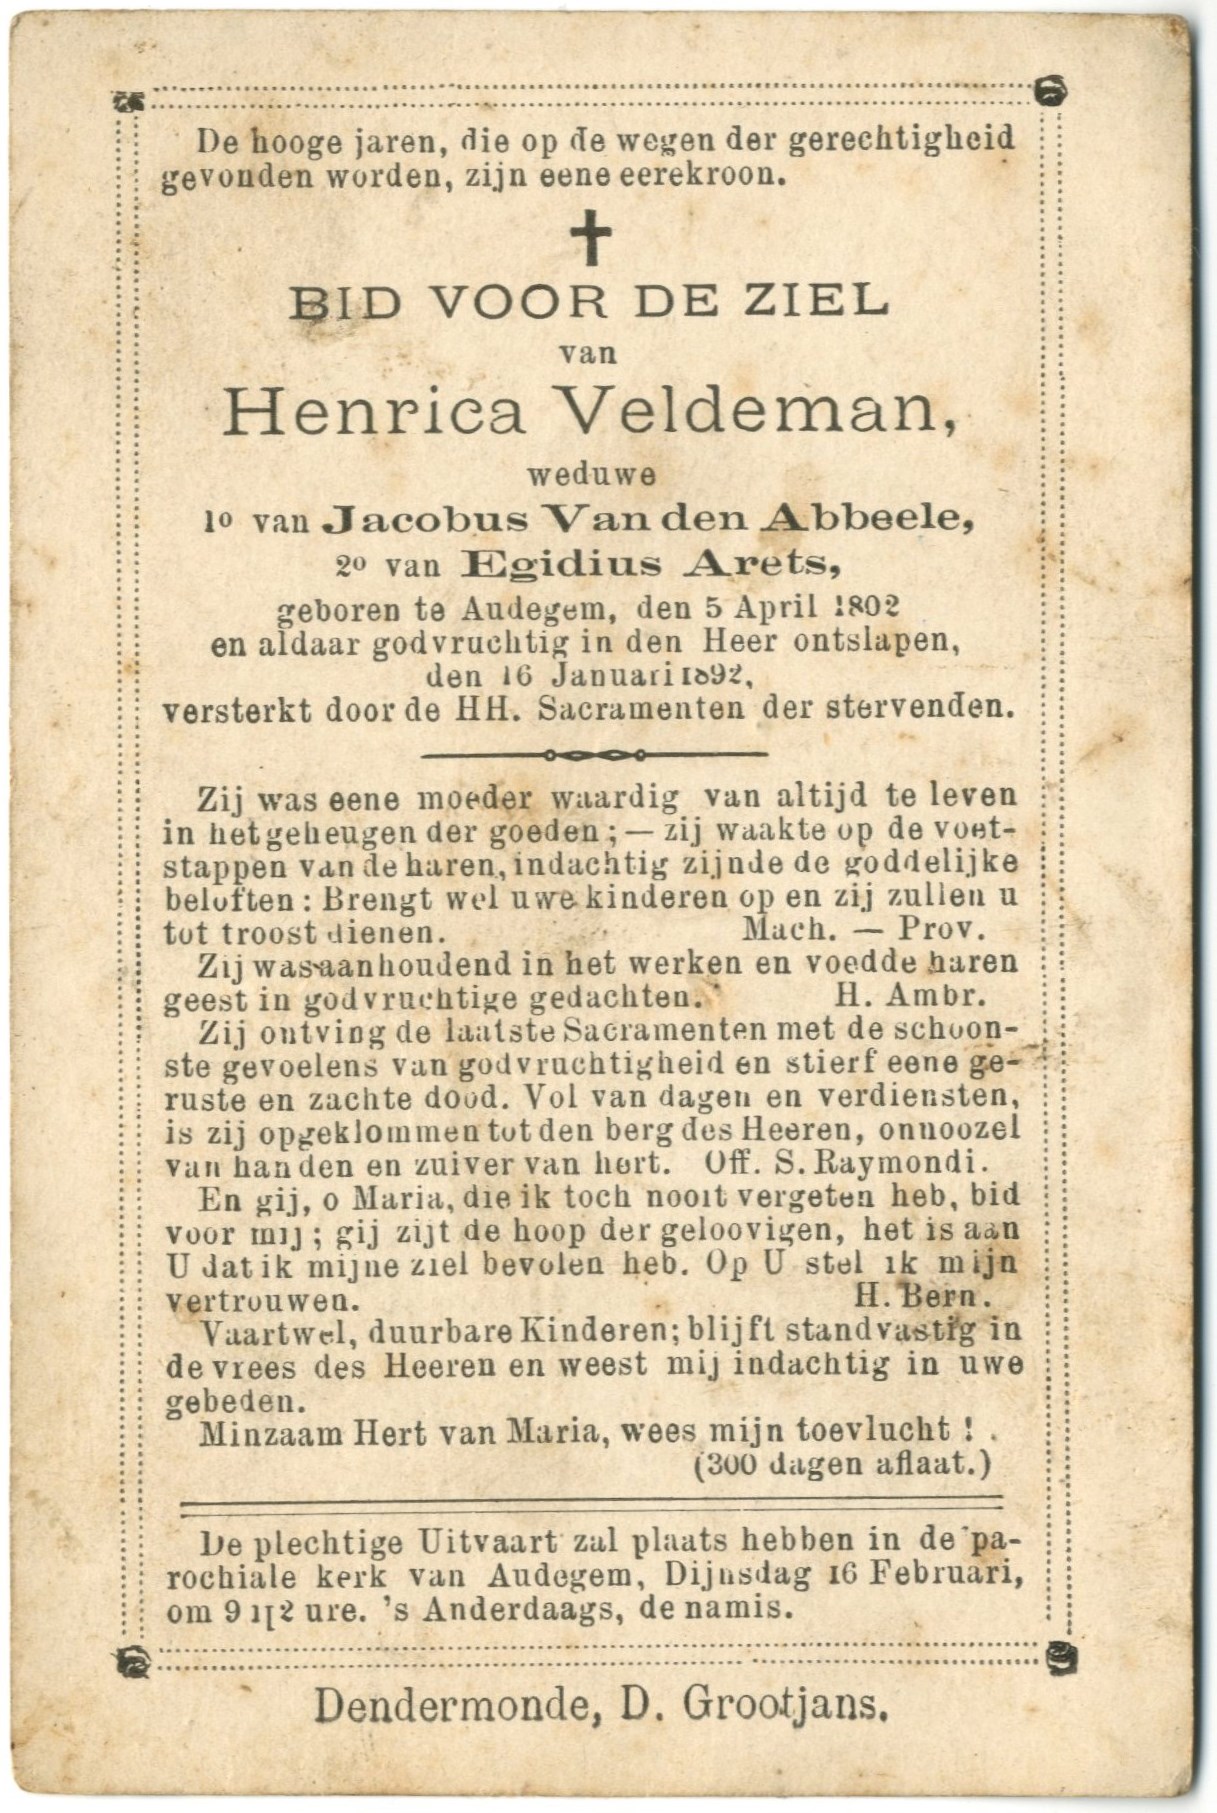 De hooge jaren, die op de wegen der gerechtigheid
gevonden worden, zijn eene eerekroon.
✝
BID VOOR DE ZIEL
van
Henrica Veldeman,
weduwe
1º van Jacobus Van den Abbeele,
2º van Egidius Arets,
geboren te Audegem, den 5 April 1802
en aldaar godvruchtig in den Heer ontslapen,
den 16 Januari 1892,
versterkt door de HH. Sacramenten der stervenden.
Zij was eene moeder waardig van altijd te leven
in het geheugen der goeden ; — zij waakte op de voet-
stappen van de haren, indachtig zijnde de goddelijke
beloften : Brengt wel uwe kinderen op en zij zullen u
tot troost dienen. Mach. — Prov.
Zij was aanhoudend in het werken en voedde haren
geest in godvruchtige gedachten. H. Ambr.
Zij ontving de laatste Sacramenten met de schoon-
ste gevoelens van godvruchtigheid en stierf eene ge-
ruste en zachte dood. Vol van dagen en verdiensten,
is zij opgeklommen tot den berg des Heeren, onnoozel
van handen en zuiver van hert. Off. S. Raymondi.
En gij, o Maria, die ik toch nooit vergeten heb, bid
voor mij ; gij zijt de hoop der geloovigen, het is aan
U dat ik mijne ziel bevolen heb. Op U stel ik mijn
vertrouwen. H. Bern.
Vaartwel, duurbare Kinderen; blijft standvastig in
de vrees des Heeren en weest mij indachtig in uwe
gebeden.
Minzaam Hert van Maria, wees mijn toevlucht !
(300 dagen aflaat.)
De plechtige Uitvaart zal plaats hebben in de pa-
rochiale kerk van Audegem, Dijnsdag 16 Februari,
om 9 1[2 ure. 's Anderdaags, de namis.
Dendermonde, D. Grootjans.